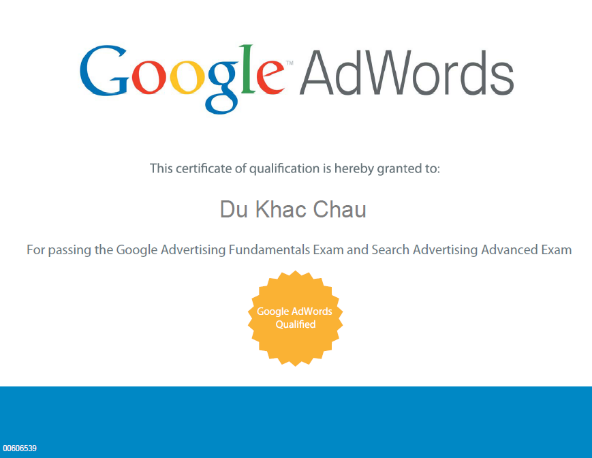 Google™ AdWords
This certificate of qualification is hereby granted to:
Du Khac Chau
For passing the Google Advertising Fundamentals Exam and Search Advertising Advanced Exam
Google AdWords
Qualified
00606539